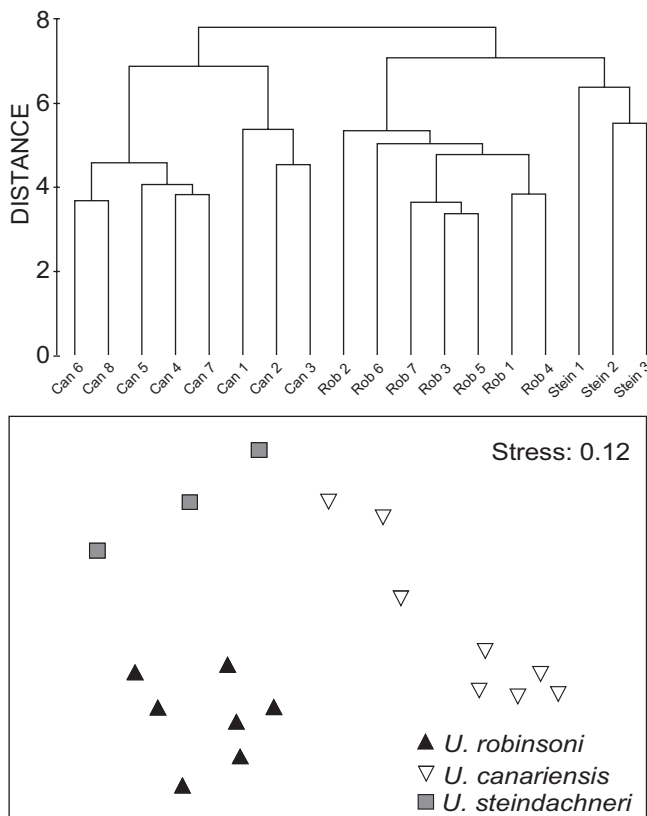 8
6
4
2
0
DISTANCE
Can 6
Can 8
Can 5
Can 4
Can 7
Can 1
Can 2
Can 3
Rob 2
Rob 6
Rob 7
Rob 3
Rob 5
Rob 1
Rob 4
Stein 1
Stein 2
Stein 3
Stress: 0.12
U. robinsoni
U. canariensis
U. steindachneri